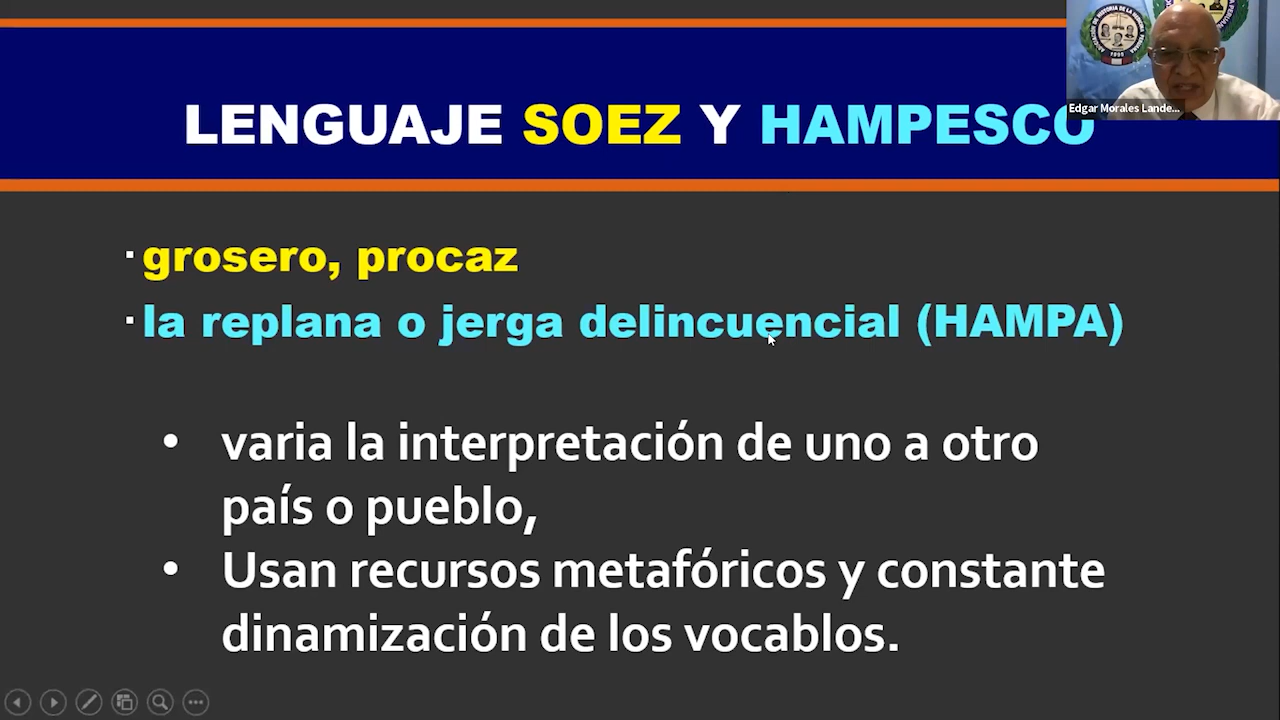 LENGUAJE SOEZ Y HAMPESCO
Edgar Morales Lande...
grosero, procaz
la replana o jerga delincuencial (HAMPA)
• varia la interpretación de uno a otro
país o pueblo,
• Usan recursos metafóricos y constante
dinamización de los vocablos.